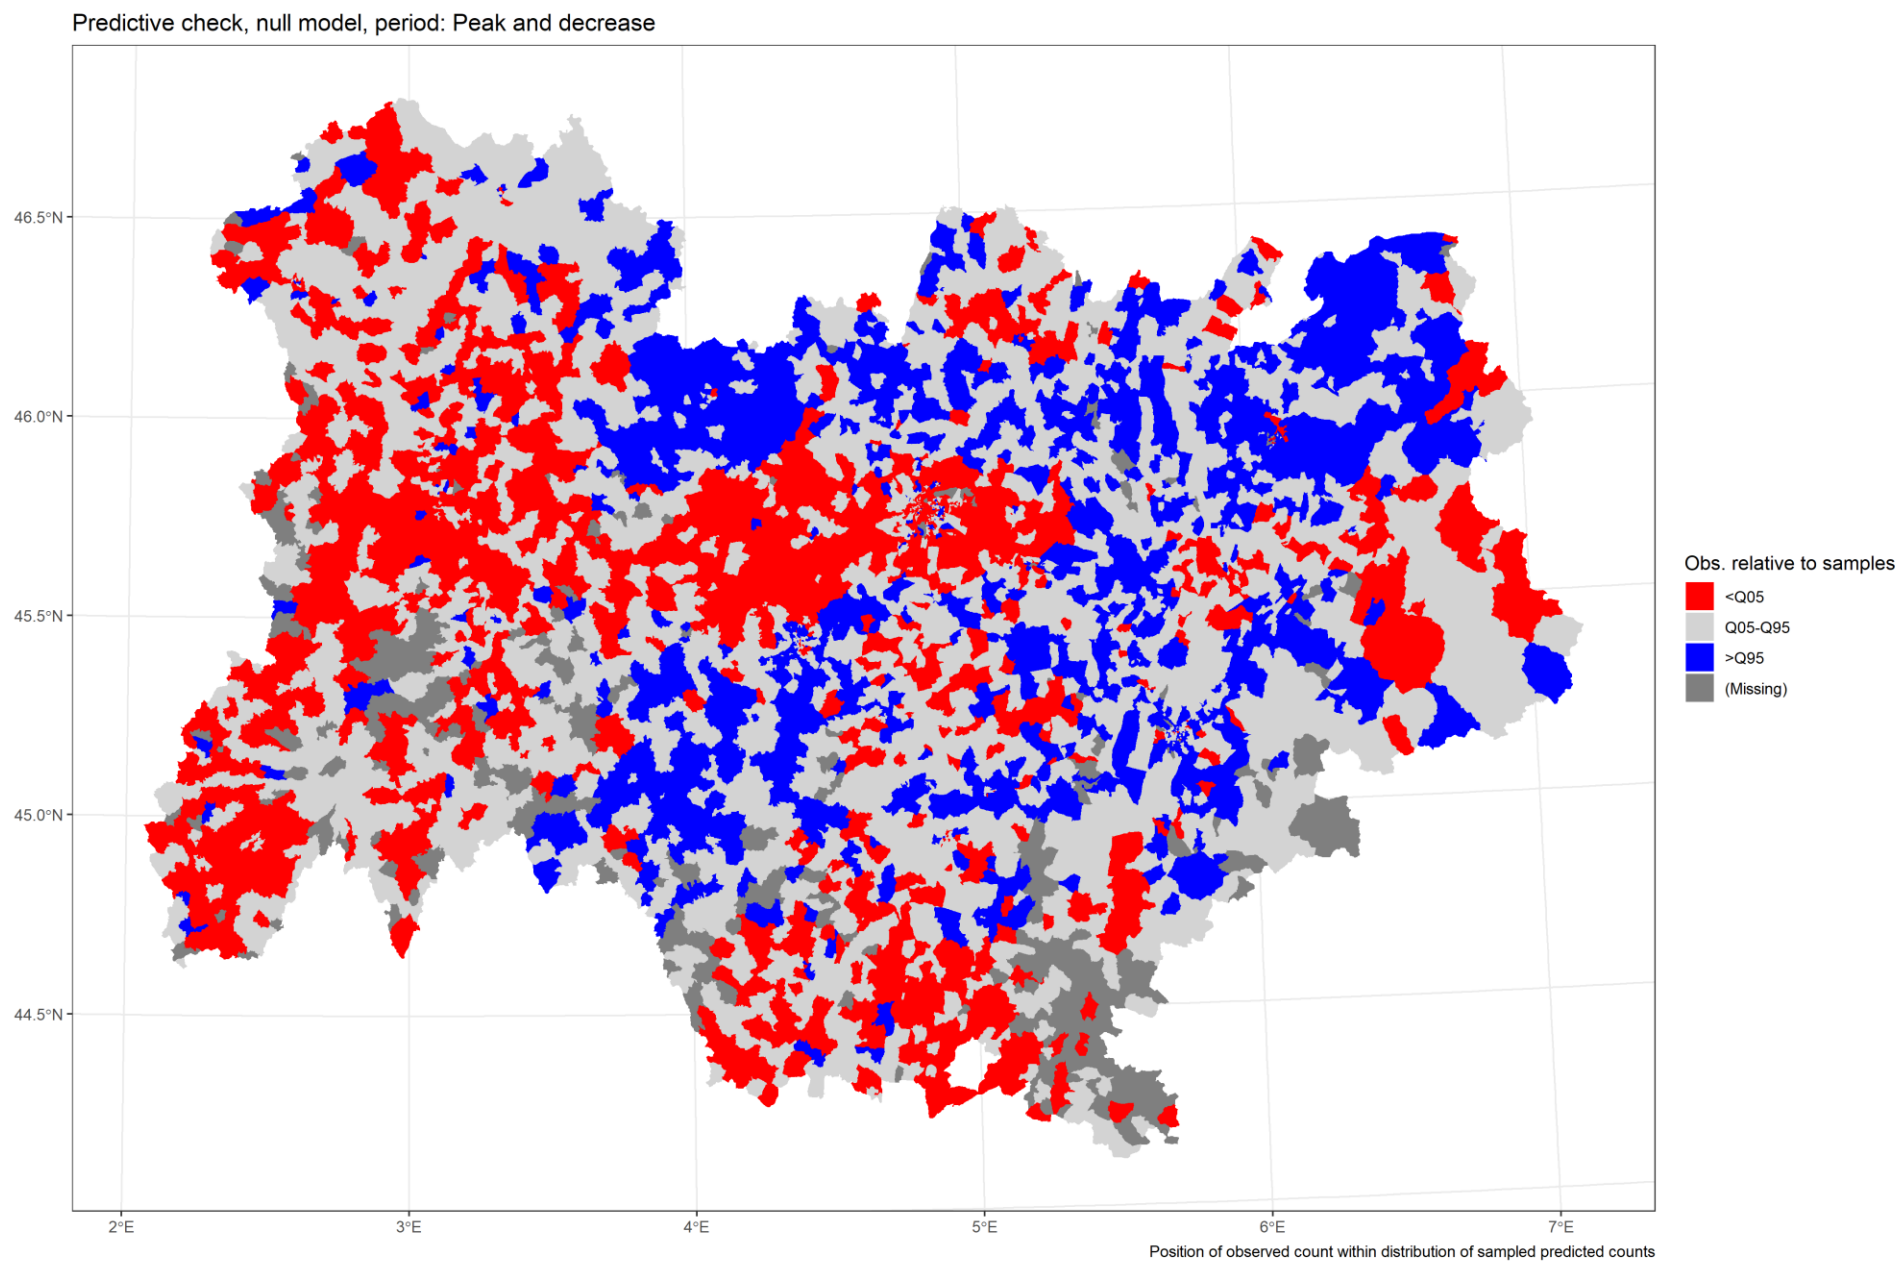 Predictive check, null model, period: Peak and decrease
46.5°N
46.0°N
45.5°N
45.0°N
44.5°N
2°E
3°E
4°E
5°E
6°E
7°E
Position of observed count within distribution of sampled predicted counts
Obs. relative to samples
<Q05
Q05-Q95
>Q95
(Missing)